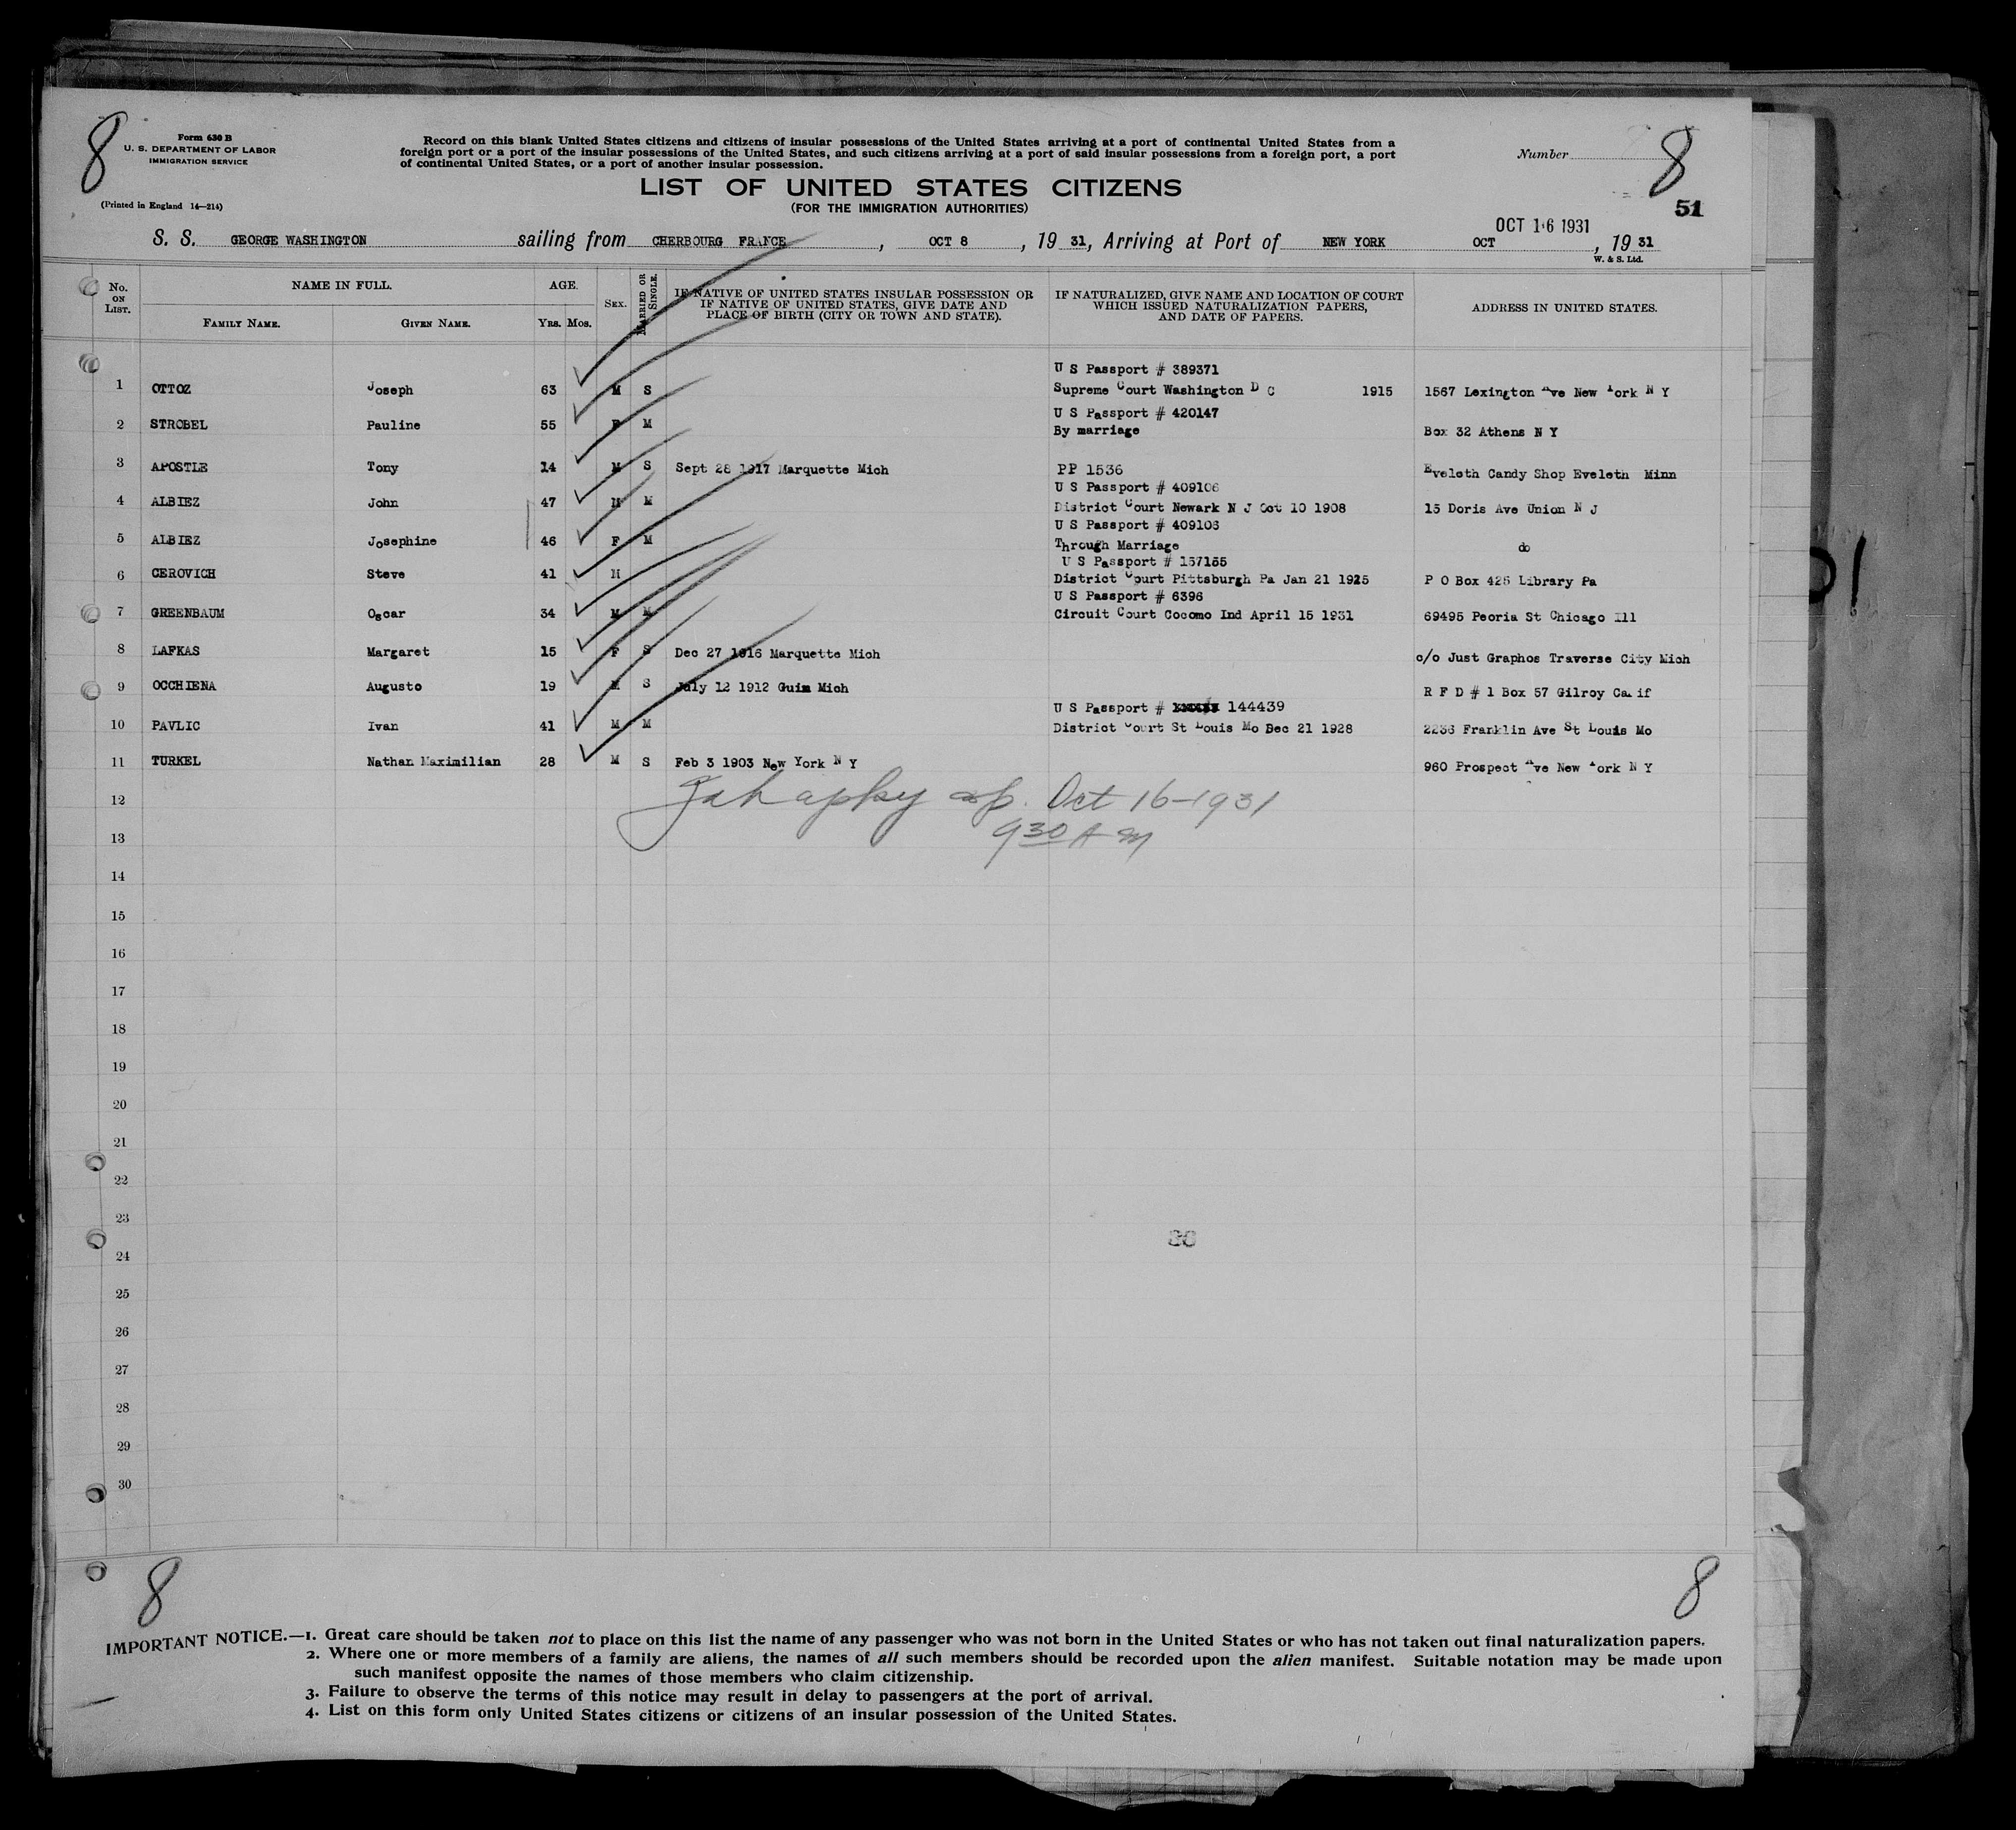 8
Form 630 B
U. S. DEPARTMENT OF LABOR
IMMIGRATION SERVICE
(Printed in England 14—214)
Record on this blank United States citizens and citizens of insular possessions of the United States arriving at a port of continental United States from a
foreign port or a port of the insular possessions of the United States, and such citizens arriving at a port of said insular possessions from a foreign port, a port
of continental United States, or a port of another insular possession.
Number
8
51
LIST OF UNITED STATES CITIZENS
(FOR THE IMMIGRATION AUTHORITIES)
OCT 16 1931
S. S. GEORGE WASHINGTON sailing from CHERBOURG FRANCE, OCT 8, 19 31, Arriving at Port of NEW YORK OCT, 19 31
W. & S. Ltd.
No. ON LIST. NAME IN FULL. FAMILY NAME. GIVEN NAME. AGE. YRS. MOS. SEX. MARRIED OR SINGLE. IF NATIVE OF UNITED STATES INSULAR POSSESSION OR IF NATIVE OF UNITED STATES, GIVE DATE AND PLACE OF BIRTH (CITY OR TOWN AND STATE). IF NATURALIZED, GIVE NAME AND LOCATION OF COURT WHICH ISSUED NATURALIZATION PAPERS, AND DATE OF PAPERS. ADDRESS IN UNITED STATES.
U S Passport # 389371
1 OTTOZ Joseph 63 M S Supreme Court Washington D C 1915 1567 Lexington Ave New York N Y
U S Passport # 420147
2 STROBEL Pauline 55 F M By marriage Box 32 Athens N Y
3 APOSTLE Tony 14 M S Sept 28 1917 Marquette Mich PP 1536 Eveleth Candy Shop Eveleth Minn
U S Passport # 409106
4 ALBIEZ John 47 M M District Court Newark N J Oct 10 1908 15 Doris Ave Union N J
U S Passport # 409106
5 ALBIEZ Josephine 46 F M Through Marriage do
U S Passport # 157155
6 CEROVICH Steve 41 M District Court Pittsburgh Pa Jan 21 1925 P O Box 425 Library Pa
U S Passport # 6396
7 GREENBAUM Oscar 34 M M Circuit Court Cocomo Ind April 15 1931 69495 Peoria St Chicago Ill
8 LAFKAS Margaret 15 F S Dec 27 1916 Marquette Mich c/o Just Graphos Traverse City Mich
9 OCCHIENA Augusto 19 M S July 12 1912 Guim Mich R F D # 1 Box 57 Gilroy Calif
U S Passport # 144439
10 PAVLIC Ivan 41 M M District Court St Louis Mo Dec 21 1928 2236 Franklin Ave St Louis Mo
11 TURKEL Nathan Maximilian 28 M S Feb 3 1903 New York N Y 960 Prospect Ave New York N Y
12 Oct 16-1931
13 9 30 A M
14
15
16
17
18
19
20
21
22
23
24
25
26
27
28
29
30
8
8
IMPORTANT NOTICE.—1. Great care should be taken not to place on this list the name of any passenger who was not born in the United States or who has not taken out final naturalization papers.
2. Where one or more members of a family are aliens, the names of all such members should be recorded upon the alien manifest. Suitable notation may be made upon
such manifest opposite the names of those members who claim citizenship.
3. Failure to observe the terms of this notice may result in delay to passengers at the port of arrival.
4. List on this form only United States citizens or citizens of an insular possession of the United States.